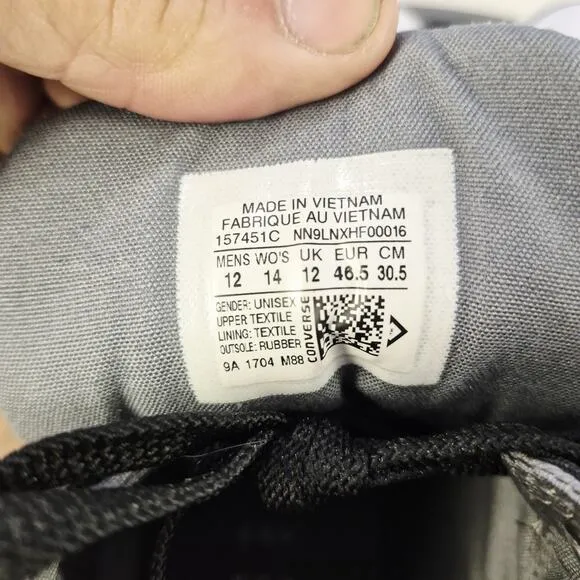 MADE IN VIETNAM
FABRIQUE AU VIETNAM
157451C NN9LNXHF00016
MENS WO'S UK EUR CM
12 14 12 46.5 30.5
GENDER: UNISEX
UPPER TEXTILE
LINING: TEXTILE
OUTSOLE: RUBBER
9A 1704 M88
CONVERSE